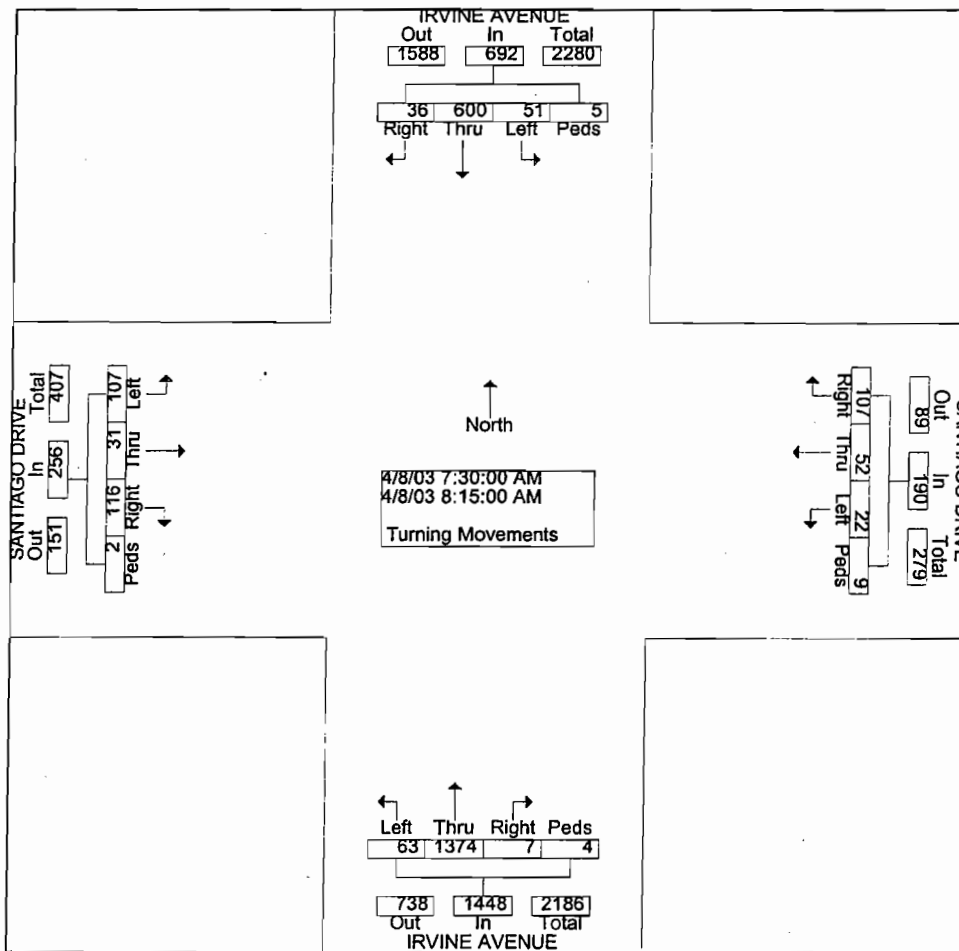 IRVINE AVENUE
Out In Total
1588 692 2280
36 600 51 5
Right Thru Left Peds
SANTIAGO DRIVE
Total In Out
407 256 151
107 31 116 2
Left Thru Right Peds
North
4/8/03 7:30:00 AM
4/8/03 8:15:00 AM
Turning Movements
107 52 22 9
Right Thru Left Peds
89 190 279
Out In Total
DRIVE
Left Thru Right Peds
63 1374 7 4
738 1448 2186
Out In Total
IRVINE AVENUE